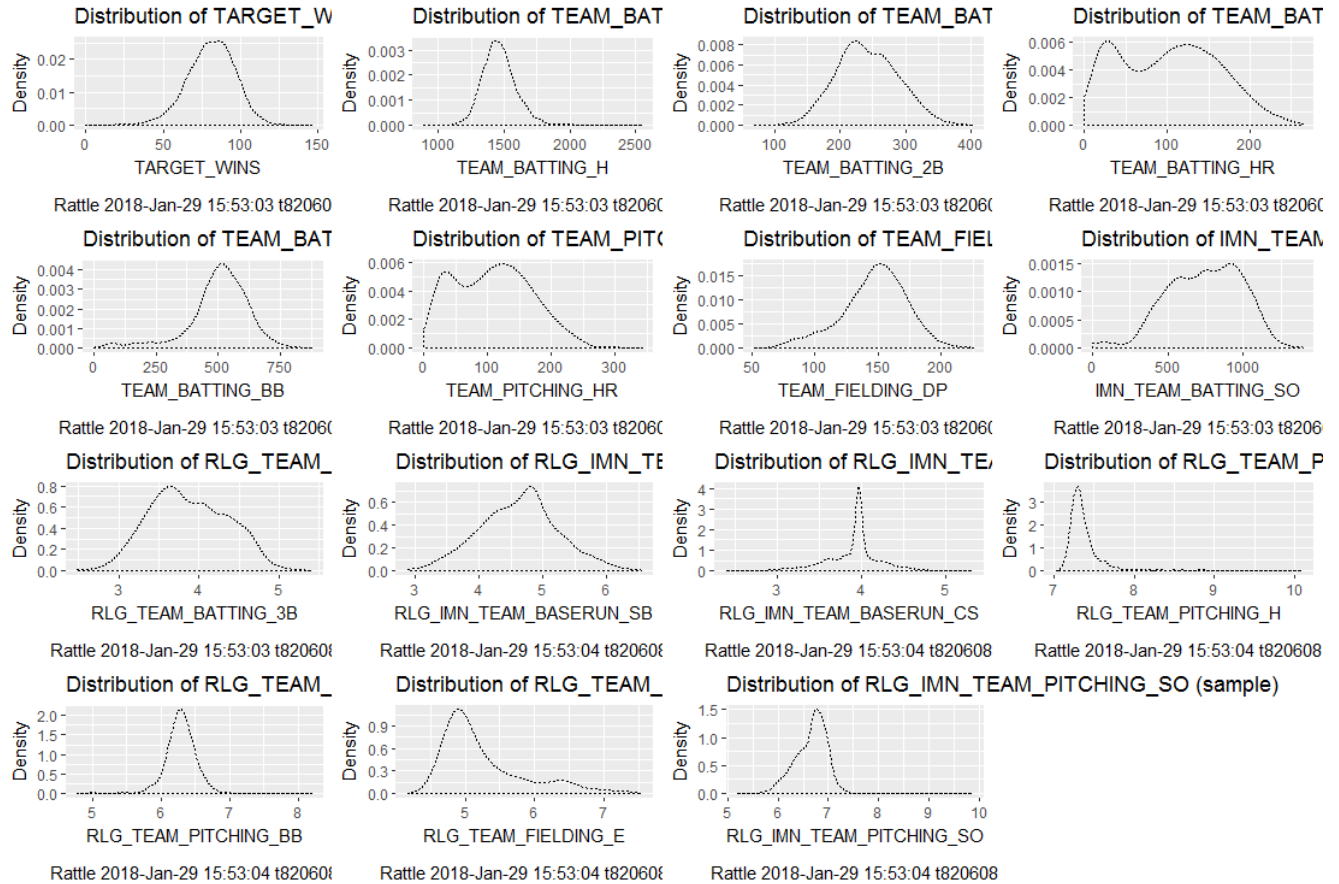 Distribution of TARGET_W
Density
0.02
0.01
0.00
0
50
100
150
TARGET_WINS
Rattle 2018-Jan-29 15:53:03 t82060
Distribution of TEAM_BAT
Density
0.003
0.002
0.001
0.000
1000
1500
2000
2500
TEAM_BATTING_H
Rattle 2018-Jan-29 15:53:03 t82060
Distribution of TEAM_BAT
Density
0.008
0.006
0.004
0.002
0.000
100
200
300
400
TEAM_BATTING_2B
Rattle 2018-Jan-29 15:53:03 t82060
Distribution of TEAM_BAT
Density
0.006
0.004
0.002
0.000
0
100
200
TEAM_BATTING_HR
Rattle 2018-Jan-29 15:53:03 t82060
Distribution of TEAM_BAT
Density
0.004
0.003
0.002
0.001
0.000
0
250
500
750
TEAM_BATTING_BB
Rattle 2018-Jan-29 15:53:03 t82060
Distribution of TEAM_PITC
Density
0.006
0.004
0.002
0.000
0
100
200
300
TEAM_PITCHING_HR
Rattle 2018-Jan-29 15:53:03 t82060
Distribution of TEAM_FIEL
Density
0.015
0.010
0.005
0.000
50
100
150
200
TEAM_FIELDING_DP
Rattle 2018-Jan-29 15:53:03 t82060
Distribution of IMN_TEAM
Density
0.0015
0.0010
0.0005
0.0000
0
500
1000
IMN_TEAM_BATTING_SO
Rattle 2018-Jan-29 15:53:03 t82060
Distribution of RLG_TEAM_
Density
0.8
0.6
0.4
0.2
0.0
3
4
5
RLG_TEAM_BATTING_3B
Rattle 2018-Jan-29 15:53:03 t820608
Distribution of RLG_IMN_TE
Density
0.6
0.4
0.2
0.0
3
4
5
6
RLG_IMN_TEAM_BASERUN_SB
Rattle 2018-Jan-29 15:53:04 t820608
Distribution of RLG_IMN_TEA
Density
4
3
2
1
0
3
4
5
RLG_IMN_TEAM_BASERUN_CS
Rattle 2018-Jan-29 15:53:04 t820608
Distribution of RLG_TEAM_P
Density
3
2
1
0
7
8
9
10
RLG_TEAM_PITCHING_H
Rattle 2018-Jan-29 15:53:04 t820608
Distribution of RLG_TEAM_
Density
2.0
1.5
1.0
0.5
0.0
5
6
7
8
RLG_TEAM_PITCHING_BB
Rattle 2018-Jan-29 15:53:04 t820608
Distribution of RLG_TEAM_
Density
0.9
0.6
0.3
0.0
5
6
7
RLG_TEAM_FIELDING_E
Rattle 2018-Jan-29 15:53:04 t820608
Distribution of RLG_IMN_TEAM_PITCHING_SO (sample)
Density
1.5
1.0
0.5
0.0
5
6
7
8
9
10
RLG_IMN_TEAM_PITCHING_SO
Rattle 2018-Jan-29 15:53:04 t820608